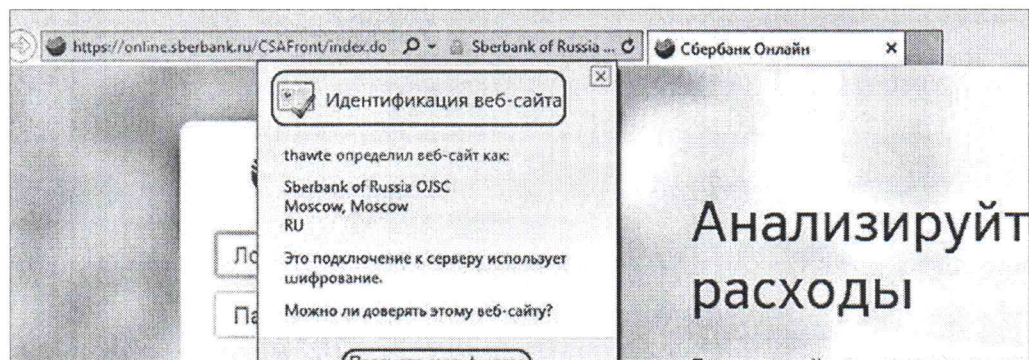 https://online.sberbank.ru/CSAFront/index.do Sberbank of Russia ... Сбербанк Онлайн
Идентификация веб-сайта
thawte определил веб-сайт как:
Sberbank of Russia OJSC
Moscow, Moscow
RU
Это подключение к серверу использует
шифрование.
Можно ли доверять этому веб-сайту?
Ло
Па
Анализируйт
расходы